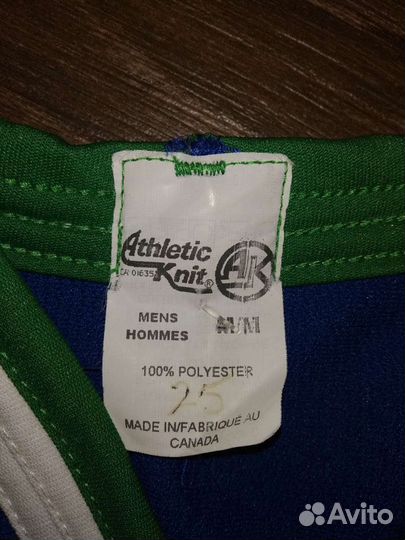 Athletic
Knit®
AK
CA 01635
MENS
HOMMES
M/M
100% POLYESTER
25
MADE IN/FABRIQUE AU
CANADA
Avito